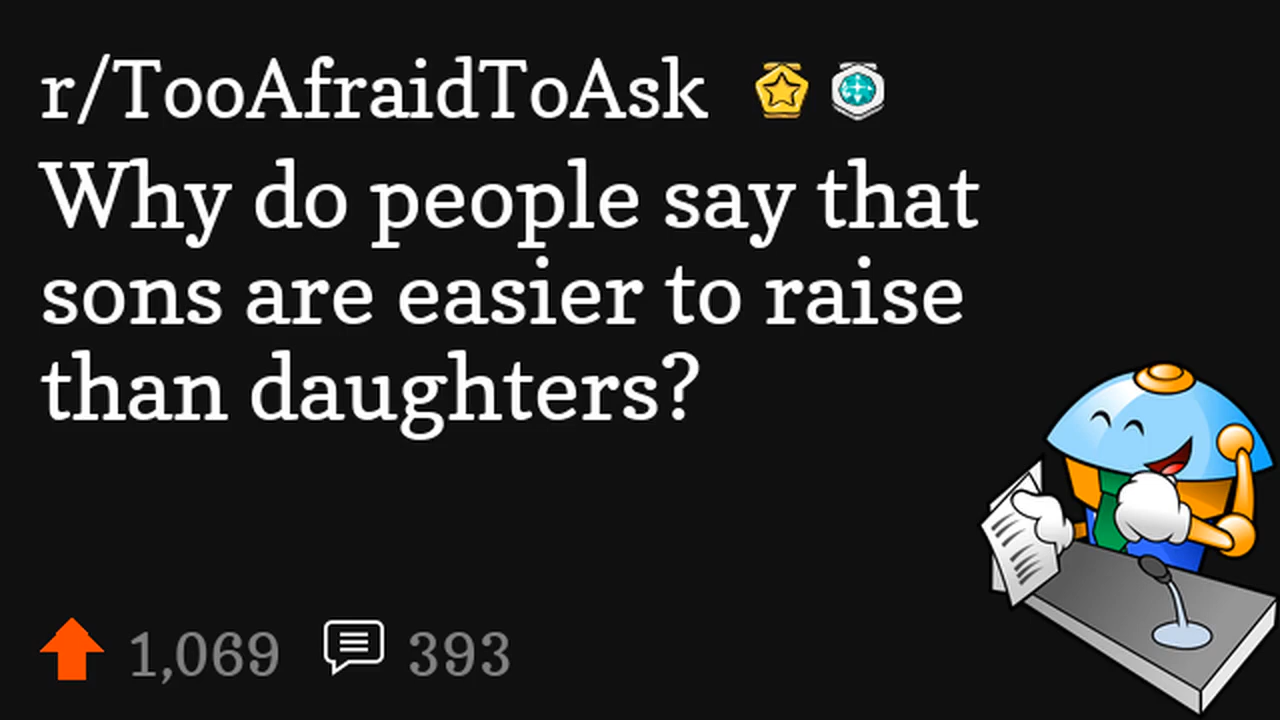 r/TooAfraidToAsk
Why do people say that
sons are easier to raise
than daughters?
1,069 393